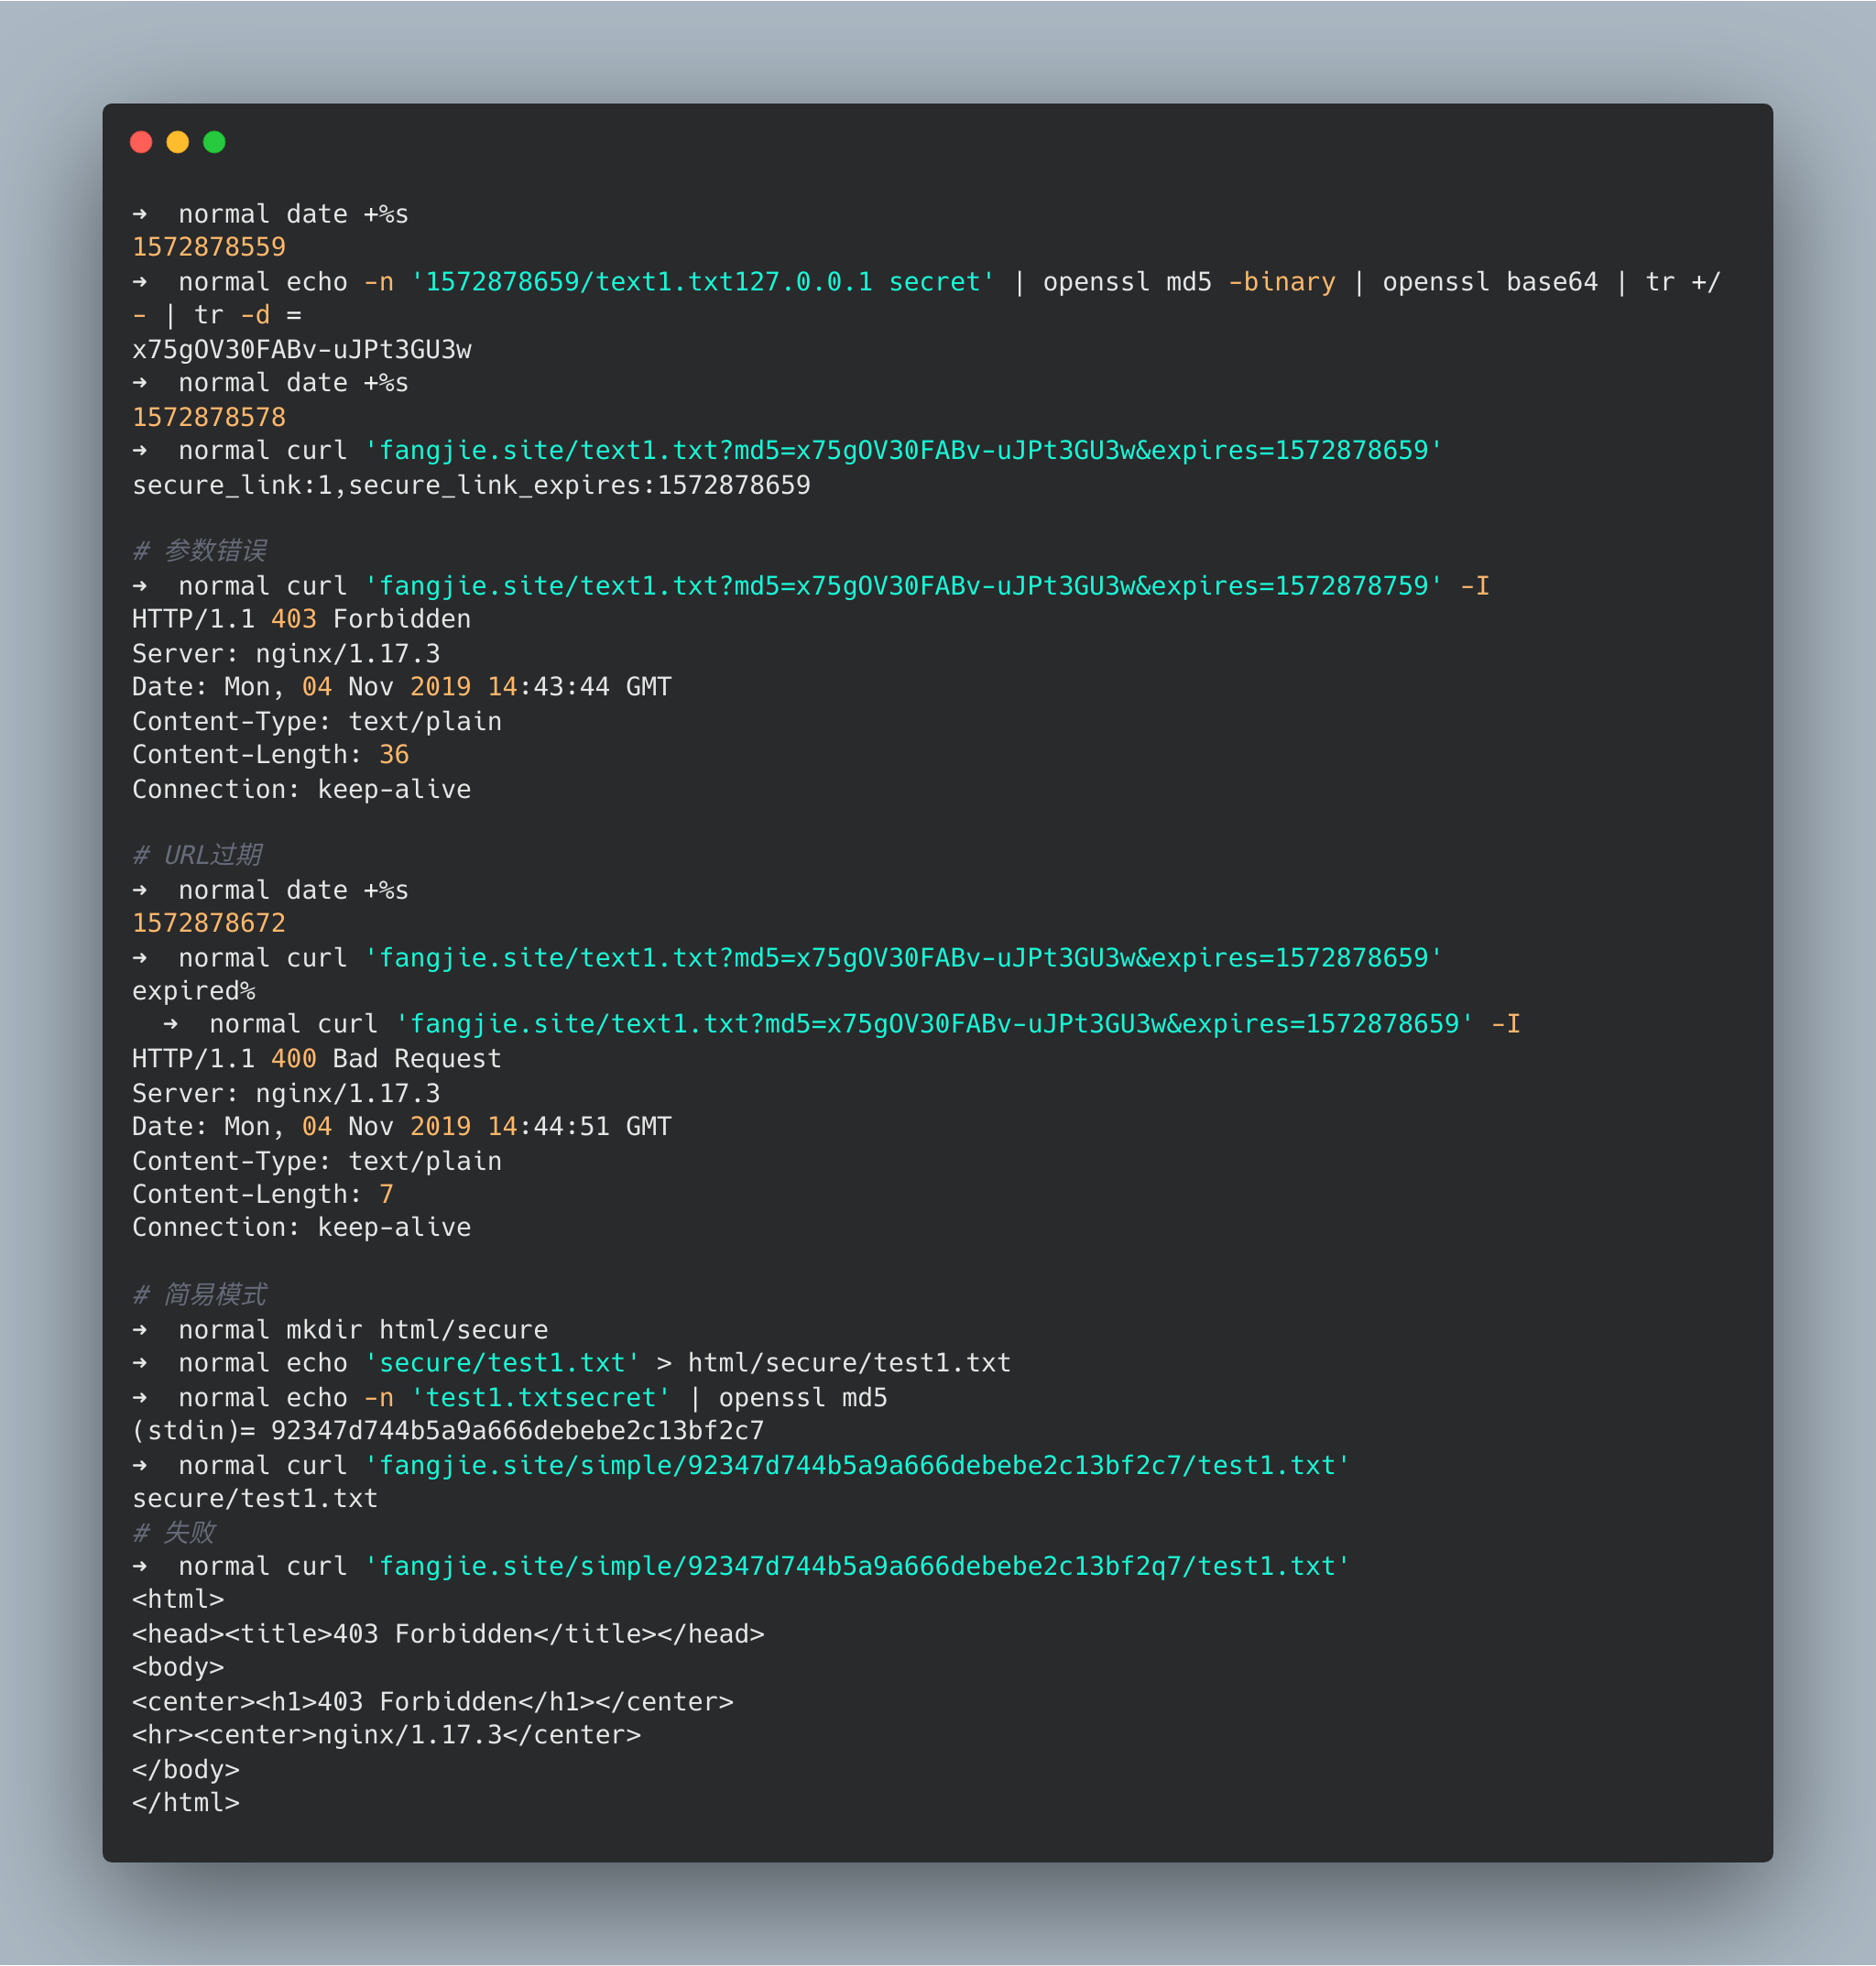 ➜  normal date +%s
1572878559
➜  normal echo -n '1572878659/text1.txt127.0.0.1 secret' | openssl md5 -binary | openssl base64 | tr +/
- | tr -d =
x75gOV30FABv-uJPt3GU3w
➜  normal date +%s
1572878578
➜  normal curl 'fangjie.site/text1.txt?md5=x75gOV30FABv-uJPt3GU3w&expires=1572878659'
secure_link:1,secure_link_expires:1572878659

# 参数错误
➜  normal curl 'fangjie.site/text1.txt?md5=x75gOV30FABv-uJPt3GU3w&expires=1572878759' -I
HTTP/1.1 403 Forbidden
Server: nginx/1.17.3
Date: Mon, 04 Nov 2019 14:43:44 GMT
Content-Type: text/plain
Content-Length: 36
Connection: keep-alive

# URL过期
➜  normal date +%s
1572878672
➜  normal curl 'fangjie.site/text1.txt?md5=x75gOV30FABv-uJPt3GU3w&expires=1572878659'
expired%
  ➜  normal curl 'fangjie.site/text1.txt?md5=x75gOV30FABv-uJPt3GU3w&expires=1572878659' -I
HTTP/1.1 400 Bad Request
Server: nginx/1.17.3
Date: Mon, 04 Nov 2019 14:44:51 GMT
Content-Type: text/plain
Content-Length: 7
Connection: keep-alive

# 简易模式
➜  normal mkdir html/secure
➜  normal echo 'secure/test1.txt' > html/secure/test1.txt
➜  normal echo -n 'test1.txtsecret' | openssl md5
(stdin)= 92347d744b5a9a666debebe2c13bf2c7
➜  normal curl 'fangjie.site/simple/92347d744b5a9a666debebe2c13bf2c7/test1.txt'
secure/test1.txt
# 失败
➜  normal curl 'fangjie.site/simple/92347d744b5a9a666debebe2c13bf2q7/test1.txt'
<html>
<head><title>403 Forbidden</title></head>
<body>
<center><h1>403 Forbidden</h1></center>
<hr><center>nginx/1.17.3</center>
</body>
</html>